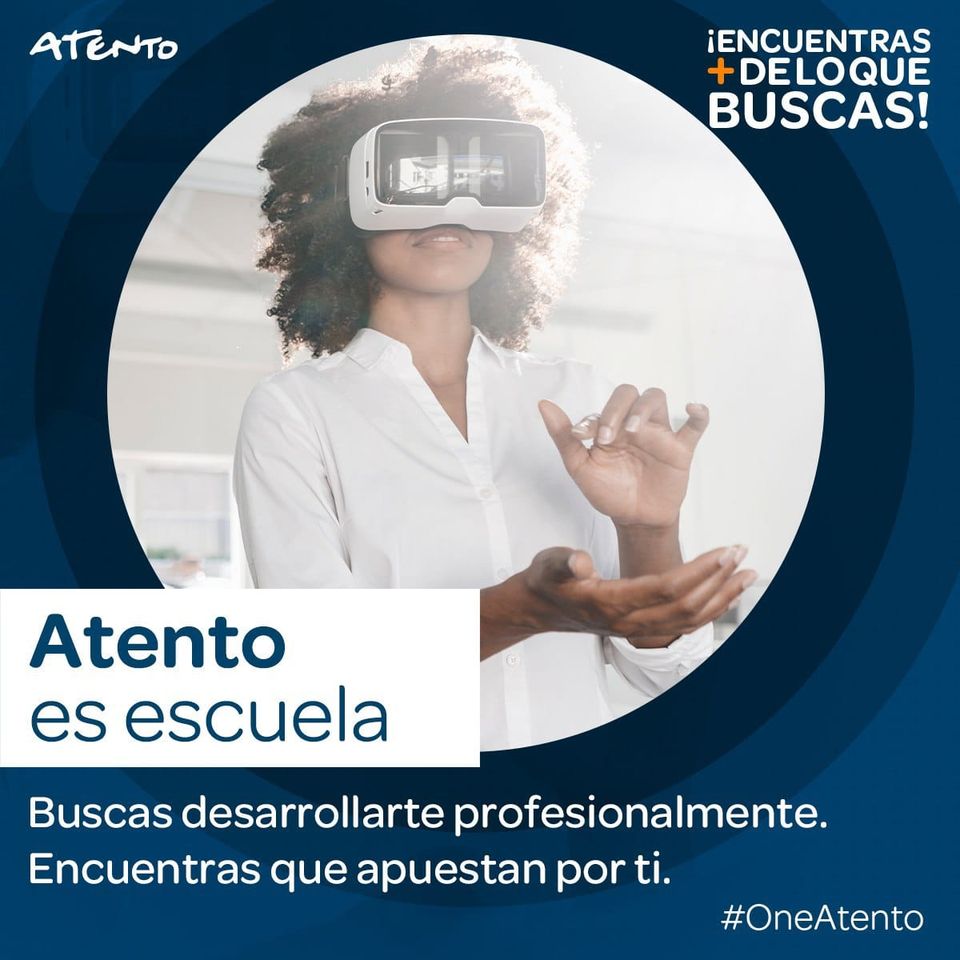 ATENTO
¡ENCUENTRAS
+ DE LO QUE
BUSCAS!
Atento
es escuela
Buscas desarrollarte profesionalmente.
Encuentras que apuestan por ti.
#OneAtento